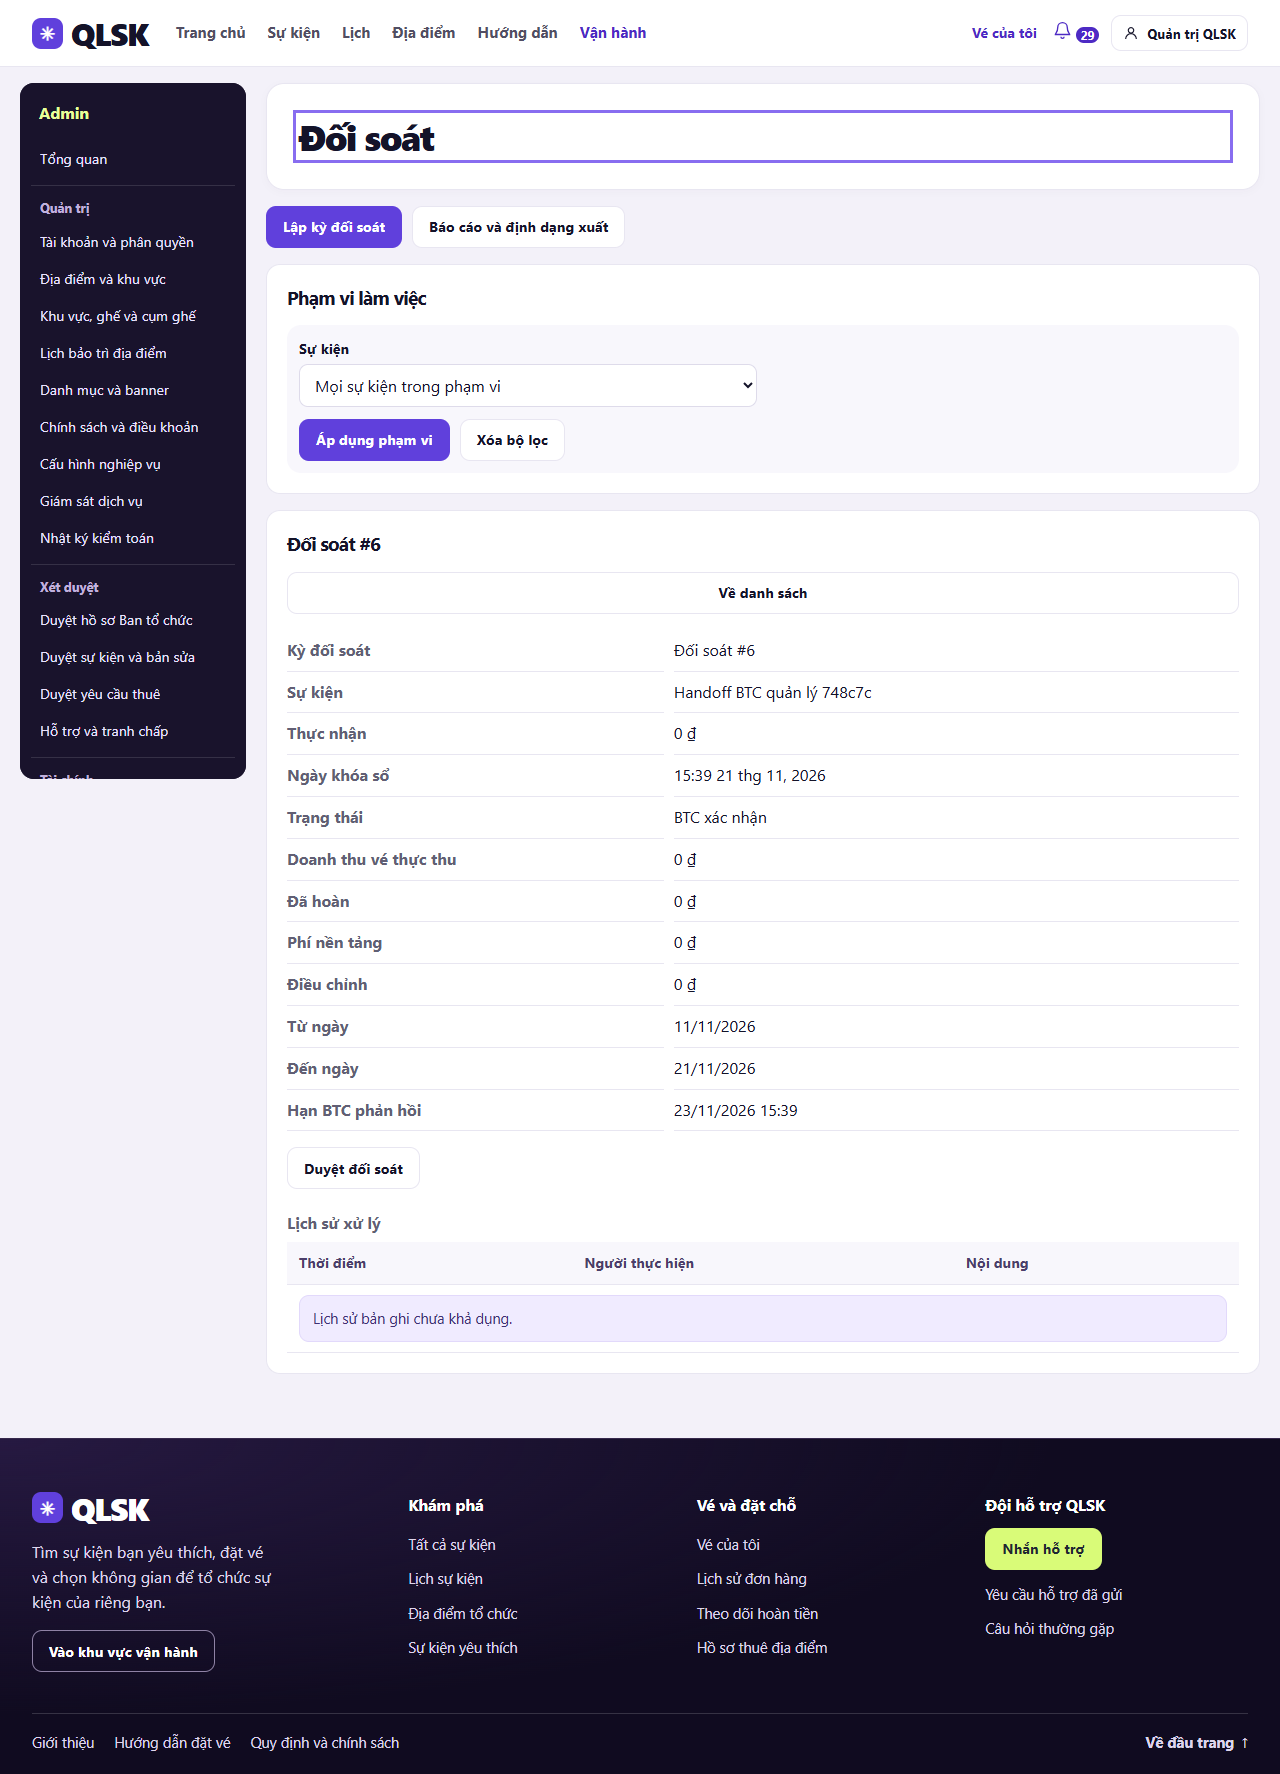 QLSK
Trang chủ
Sự kiện
Lịch
Địa điểm
Hướng dẫn
Vận hành
Vé của tôi
29
Quản trị QLSK
Admin
Tổng quan
Quản trị
Tài khoản và phân quyền
Địa điểm và khu vực
Khu vực, ghế và cụm ghế
Lịch bảo trì địa điểm
Danh mục và banner
Chính sách và điều khoản
Cấu hình nghiệp vụ
Giám sát dịch vụ
Nhật ký kiểm toán
Xét duyệt
Duyệt hồ sơ Ban tổ chức
Duyệt sự kiện và bản sửa
Duyệt yêu cầu thuê
Hỗ trợ và tranh chấp
Tài chính
Đối soát
Lập kỳ đối soát
Báo cáo và định dạng xuất
Phạm vi làm việc
Sự kiện
Mọi sự kiện trong phạm vi
Áp dụng phạm vi
Xóa bộ lọc
Đối soát #6
Về danh sách
Kỳ đối soát Đối soát #6
Sự kiện Handoff BTC quản lý 748c7c
Thực nhận 0 ₫
Ngày khóa sổ 15:39 21 thg 11, 2026
Trạng thái BTC xác nhận
Doanh thu vé thực thu 0 ₫
Đã hoàn 0 ₫
Phí nền tảng 0 ₫
Điều chỉnh 0 ₫
Từ ngày 11/11/2026
Đến ngày 21/11/2026
Hạn BTC phản hồi 23/11/2026 15:39
Duyệt đối soát
Lịch sử xử lý
Thời điểm Người thực hiện Nội dung
Lịch sử bản ghi chưa khả dụng.
QLSK
Tìm sự kiện bạn yêu thích, đặt vé
và chọn không gian để tổ chức sự
kiện của riêng bạn.
Vào khu vực vận hành
Khám phá
Tất cả sự kiện
Lịch sự kiện
Địa điểm tổ chức
Sự kiện yêu thích
Vé và đặt chỗ
Vé của tôi
Lịch sử đơn hàng
Theo dõi hoàn tiền
Hồ sơ thuê địa điểm
Đội hỗ trợ QLSK
Nhắn hỗ trợ
Yêu cầu hỗ trợ đã gửi
Câu hỏi thường gặp
Giới thiệu
Hướng dẫn đặt vé
Quy định và chính sách
Về đầu trang ↑